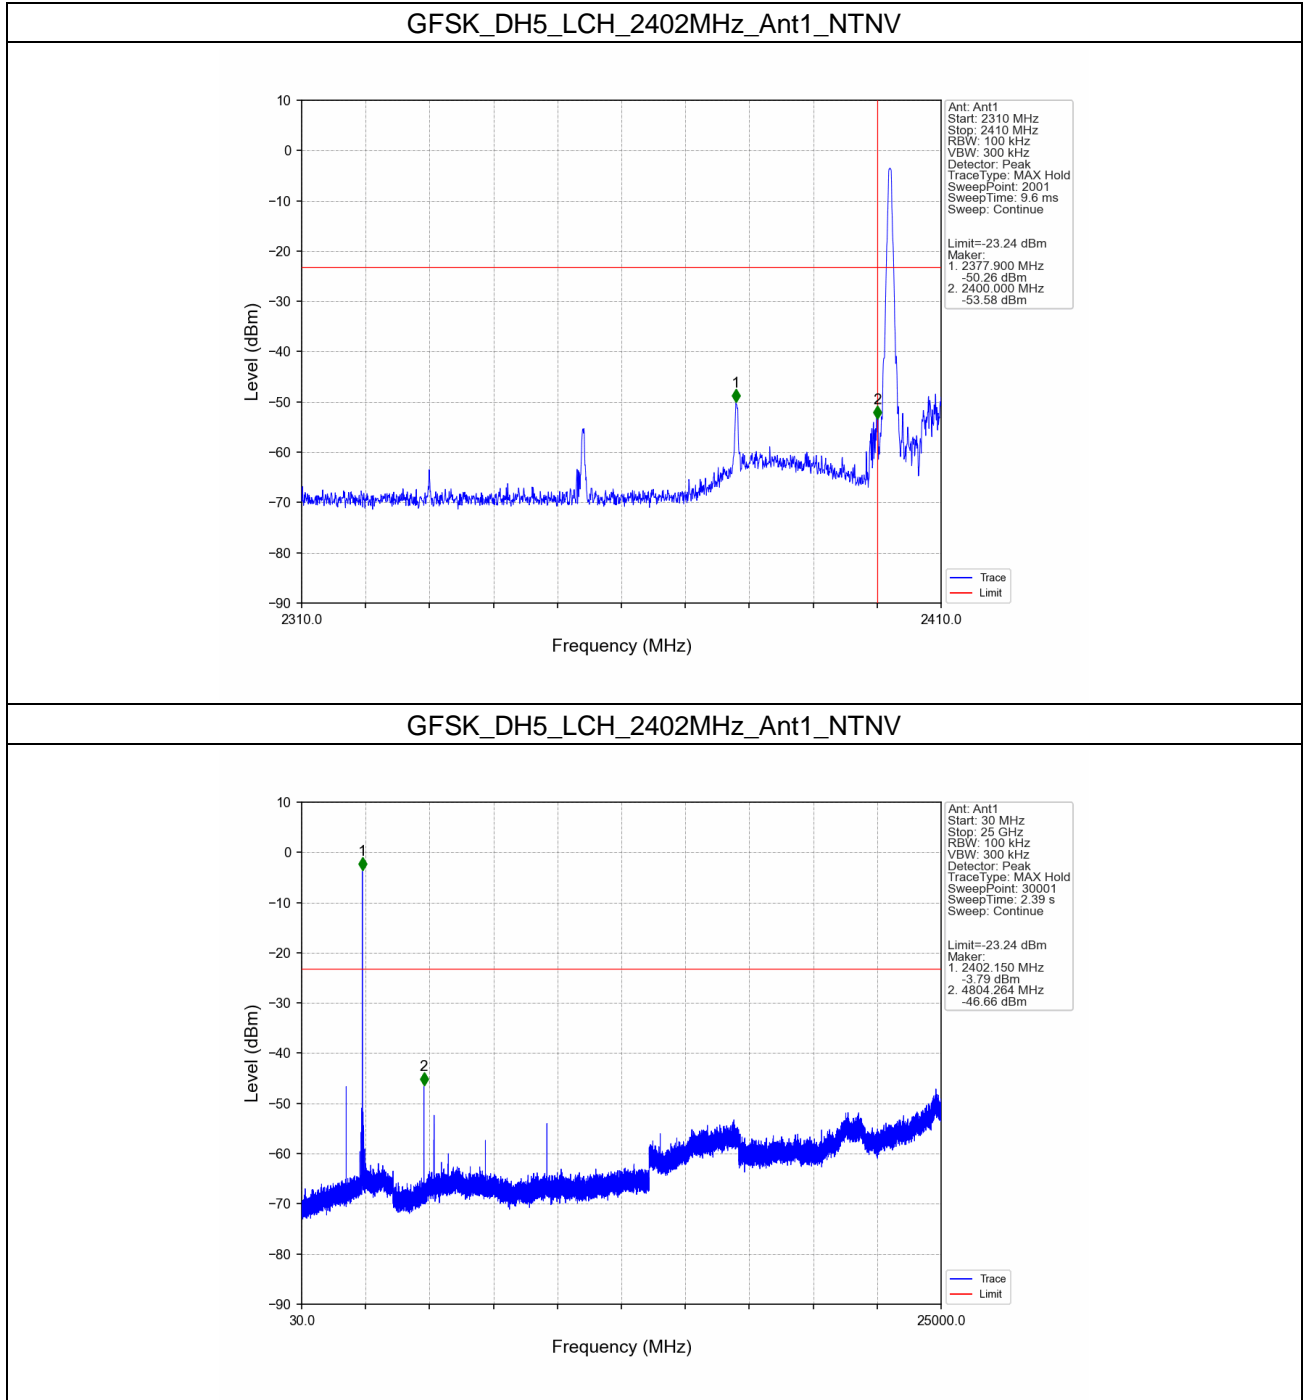 GFSK_DH5_LCH_2402MHz_Ant1_NTNV
10
0
−10
−20
−30
−40
−50
−60
−70
−80
−90
Level (dBm)
1
2
2310.0
2410.0
Frequency (MHz)
Ant: Ant1
Start: 2310 MHz
Stop: 2410 MHz
RBW: 100 kHz
VBW: 300 kHz
Detector: Peak
TraceType: MAX Hold
SweepPoint: 2001
SweepTime: 9.6 ms
Sweep: Continue
Limit=-23.24 dBm
Maker:
1. 2377.900 MHz
-50.26 dBm
2. 2400.000 MHz
-53.58 dBm
Trace
Limit
GFSK_DH5_LCH_2402MHz_Ant1_NTNV
10
0
−10
−20
−30
−40
−50
−60
−70
−80
−90
Level (dBm)
1
2
30.0
25000.0
Frequency (MHz)
Ant: Ant1
Start: 30 MHz
Stop: 25 GHz
RBW: 100 kHz
VBW: 300 kHz
Detector: Peak
TraceType: MAX Hold
SweepPoint: 30001
SweepTime: 2.39 s
Sweep: Continue
Limit=-23.24 dBm
Maker:
1. 2402.150 MHz
-3.79 dBm
2. 4804.264 MHz
-46.66 dBm
Trace
Limit